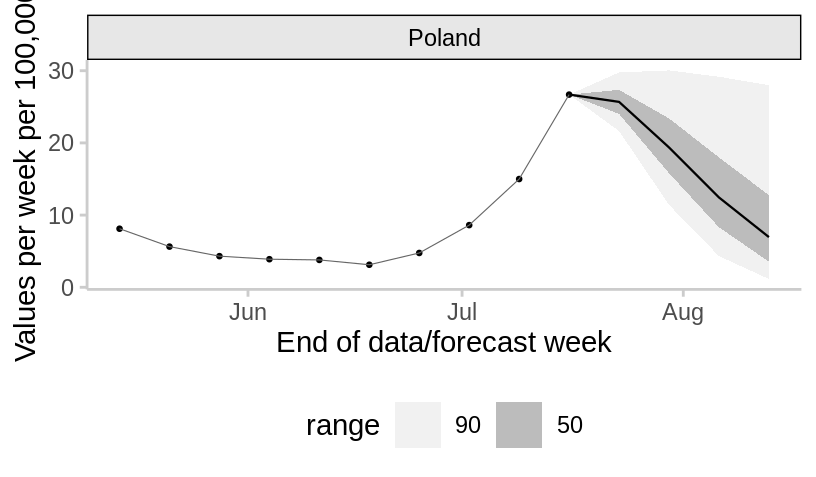 Poland
Values per week per 100,000
30
20
10
0
Jun Jul Aug
End of data/forecast week
range 90 50